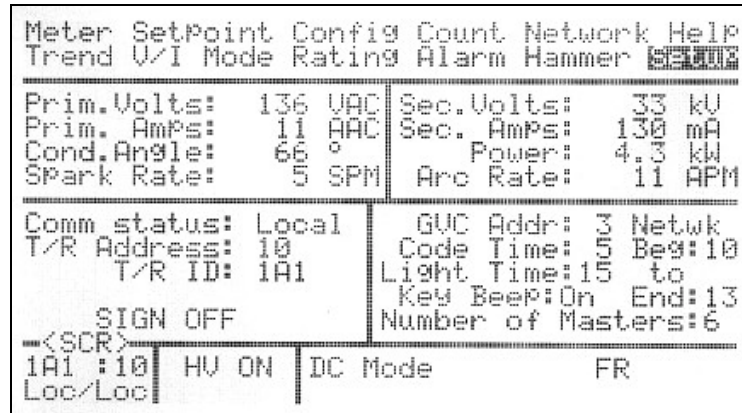 Meter Setpoint Config Count Network Help
Trend V/I Mode Rating Alarm Hammer Setup
Prim.Volts: 136 VAC Sec.Volts: 33 kV
Prim. Amps: 11 AAC Sec. Amps: 130 mA
Cond.Angle: 66 ° Power: 4.3 kW
Spark Rate: 5 SPM Arc Rate: 11 APM
Comm status: Local GVC Addr: 3 Netwk
T/R Address: 10 Code Time: 5 Beg:10
T/R ID: 1A1 Light Time:15 to
Key Beep:On End:13
SIGN OFF Number of Masters:6
<SCR>
1A1 :10 HV ON DC Mode FR
Loc/Loc